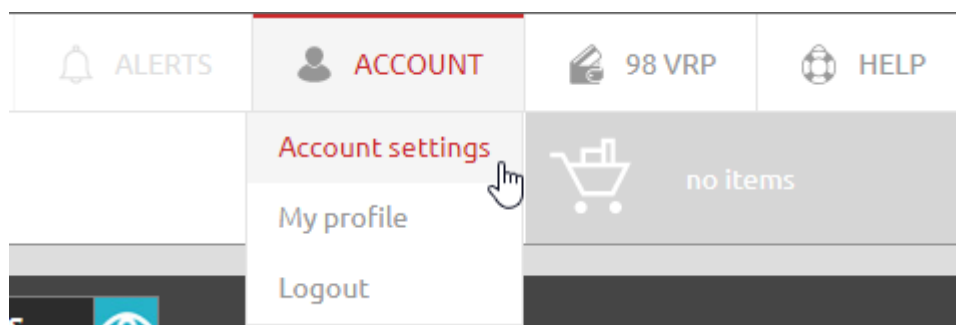 ALERTS
ACCOUNT
98 VRP
HELP
Account settings
no items
My profile
Logout